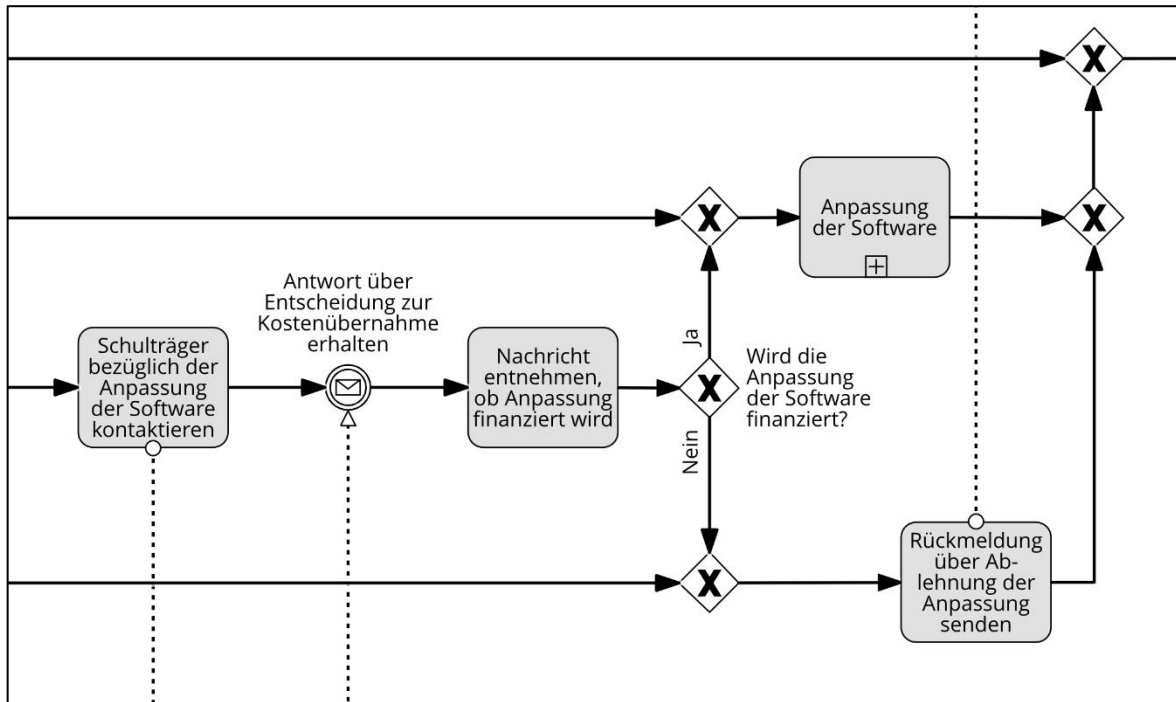 Anpassung
der Software
Antwort über
Entscheidung zur
Kostenübernahme
erhalten
Schulträger
bezüglich der
Anpassung
der Software
kontaktieren
Nachricht
entnehmen,
ob Anpassung
finanziert wird
Ja
Wird die
Anpassung
der Software
finanziert?
Nein
Rückmeldung
über Ab-
lehnung der
Anpassung
senden